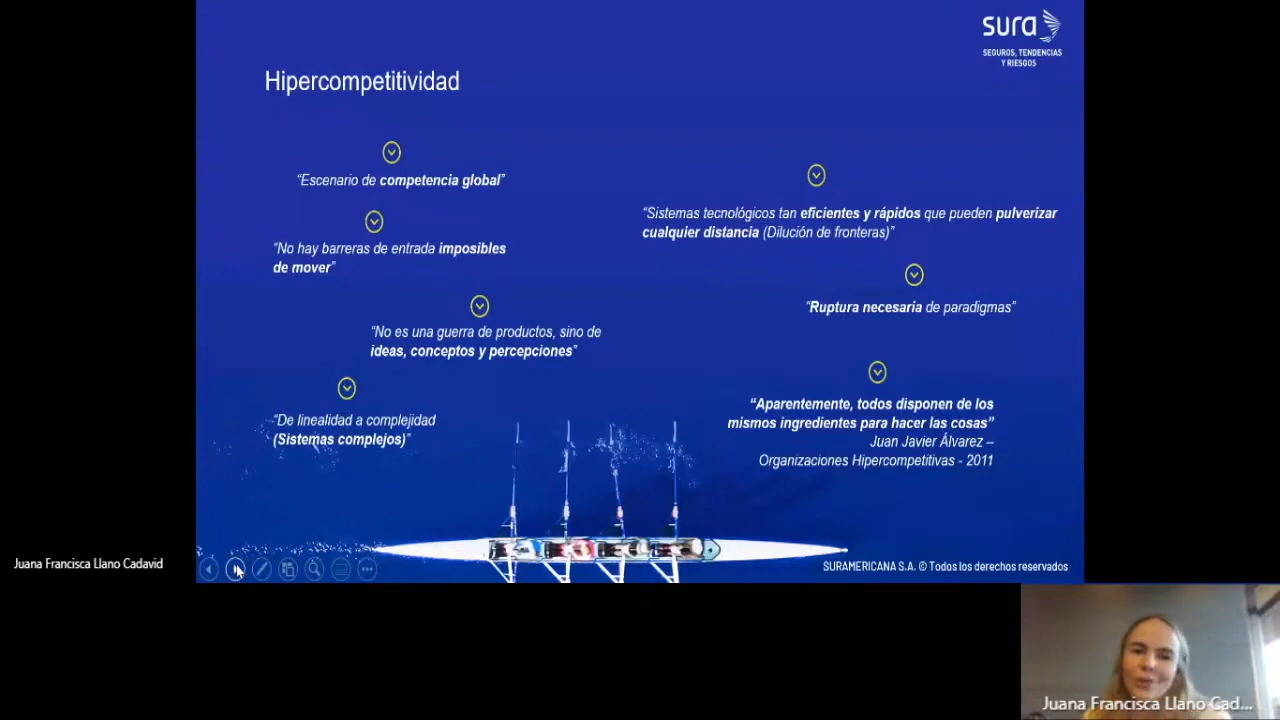 sura
SEGUROS, TENDENCIAS
Y RIESGOS
Hipercompetitividad
“Escenario de competencia global”
“No hay barreras de entrada imposibles
de mover”
“No es una guerra de productos, sino de
ideas, conceptos y percepciones”
“De linealidad a complejidad
(Sistemas complejos)”
“Sistemas tecnológicos tan eficientes y rápidos que pueden pulverizar
cualquier distancia (Dilución de fronteras)”
“Ruptura necesaria de paradigmas”
“Aparentemente, todos disponen de los
mismos ingredientes para hacer las cosas”
Juan Javier Álvarez –
Organizaciones Hipercompetitivas - 2011
SURAMERICANA S.A. © Todos los derechos reservados
Juana Francisca Llano Cadavid
Juana Francisca Llano Cad...